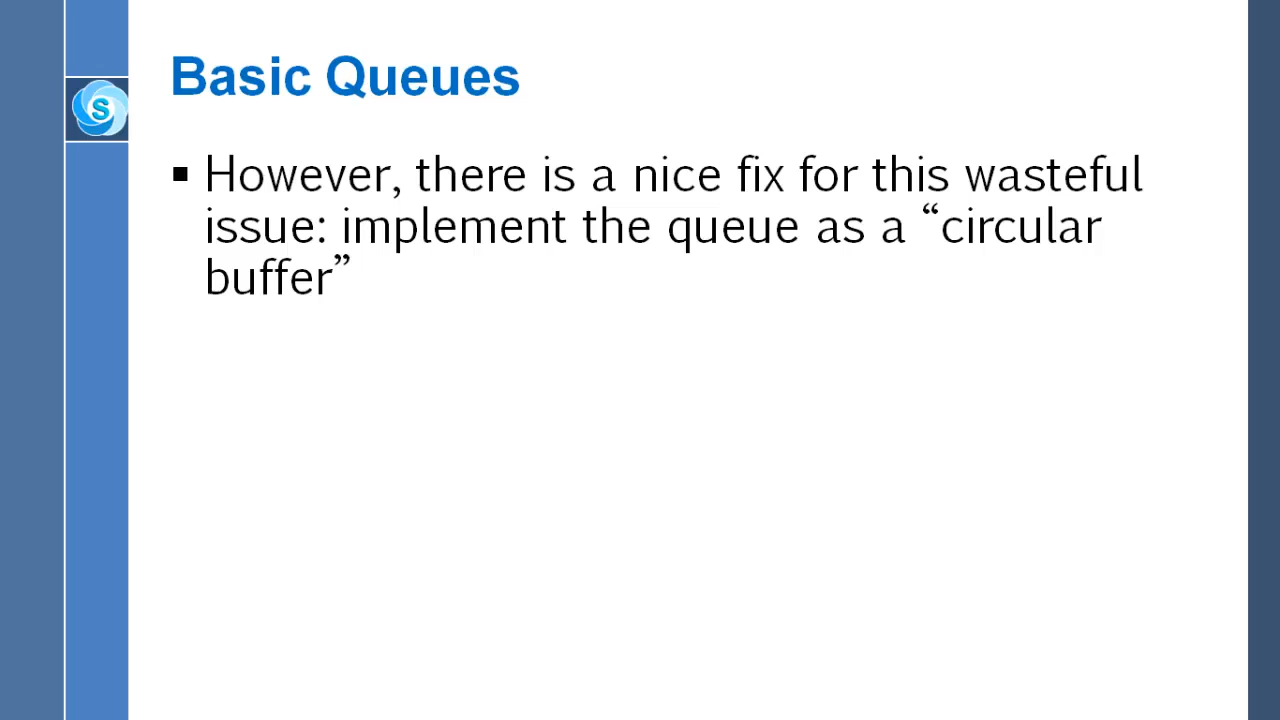 Basic Queues
S
▪ However, there is a nice fix for this wasteful
issue: implement the queue as a “circular
buffer”